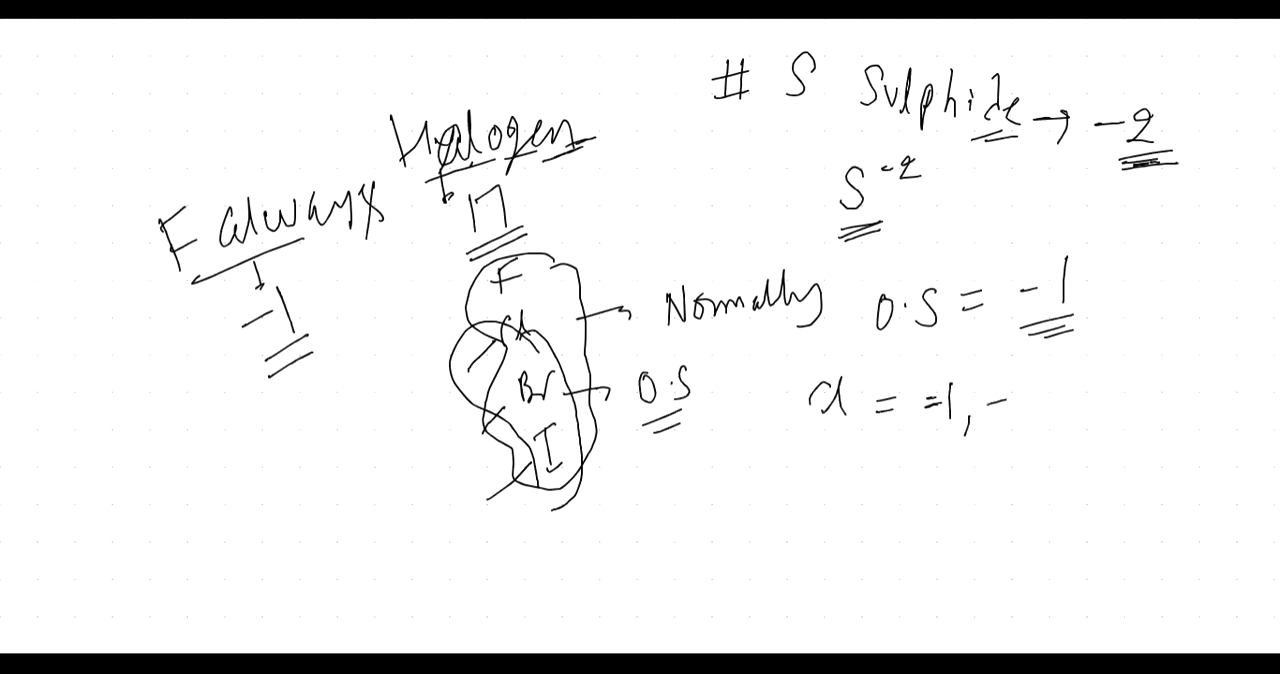 # S Sulphide → -2
S-2
Halogen
17
F always
-1
F
Cl → Normally O.S = -1
Br → O.S
Cl = -1, -
I